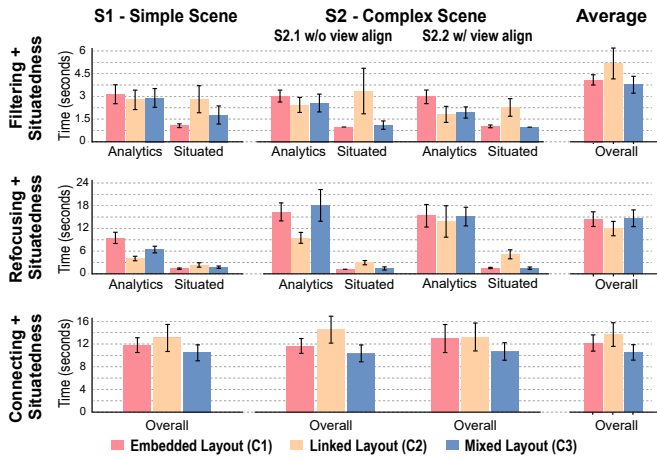 S1 - Simple Scene
S2 - Complex Scene
Average
S2.1 w/o view align
S2.2 w/ view align
Filtering +
Situatedness
Time (seconds)
6
4.5
3
1.5
0
Analytics Situated
Analytics Situated
Analytics Situated
Overall
Refocusing +
Situatedness
Time (seconds)
24
18
12
6
0
Analytics Situated
Analytics Situated
Analytics Situated
Overall
Connecting +
Situatedness
Time (seconds)
16
12
8
4
0
Overall
Overall
Overall
Overall
Embedded Layout (C1)
Linked Layout (C2)
Mixed Layout (C3)